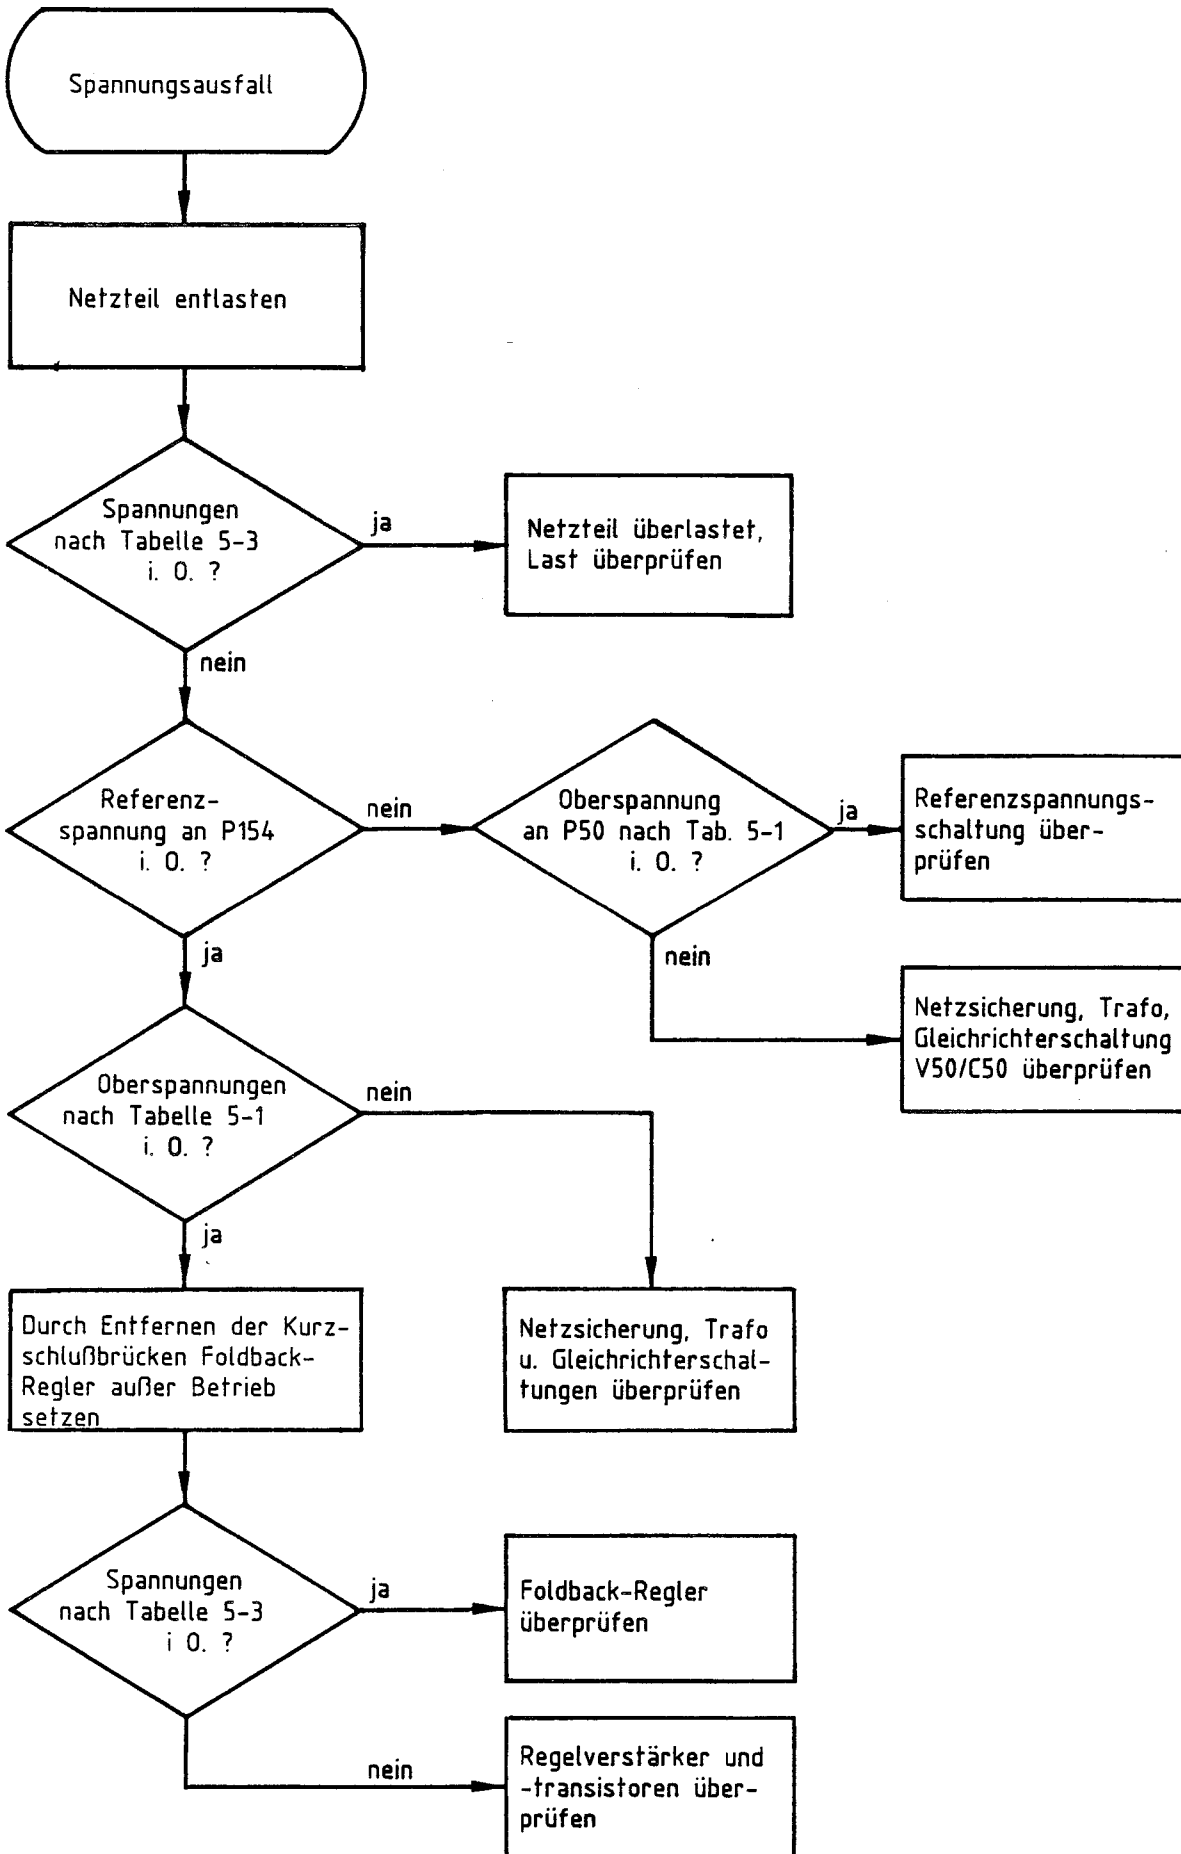 Spannungsausfall
Netzteil entlasten
Spannungen
nach Tabelle 5-3
i. O. ?
ja
Netzteil überlastet,
Last überprüfen
nein
Referenz-
spannung an P154
i. O. ?
nein
Oberspannung
an P50 nach Tab. 5-1
i. O. ?
ja
Referenzspannungs-
schaltung über-
prüfen
ja
nein
Netzsicherung, Trafo,
Gleichrichterschaltung
V50/C50 überprüfen
Oberspannungen
nach Tabelle 5-1
i. O. ?
nein
ja
Durch Entfernen der Kurz-
schlußbrücken Foldback-
Regler außer Betrieb
setzen
Netzsicherung, Trafo
u. Gleichrichterschal-
tungen überprüfen
Spannungen
nach Tabelle 5-3
i O. ?
ja
Foldback-Regler
überprüfen
nein
Regelverstärker und
-transistoren über-
prüfen